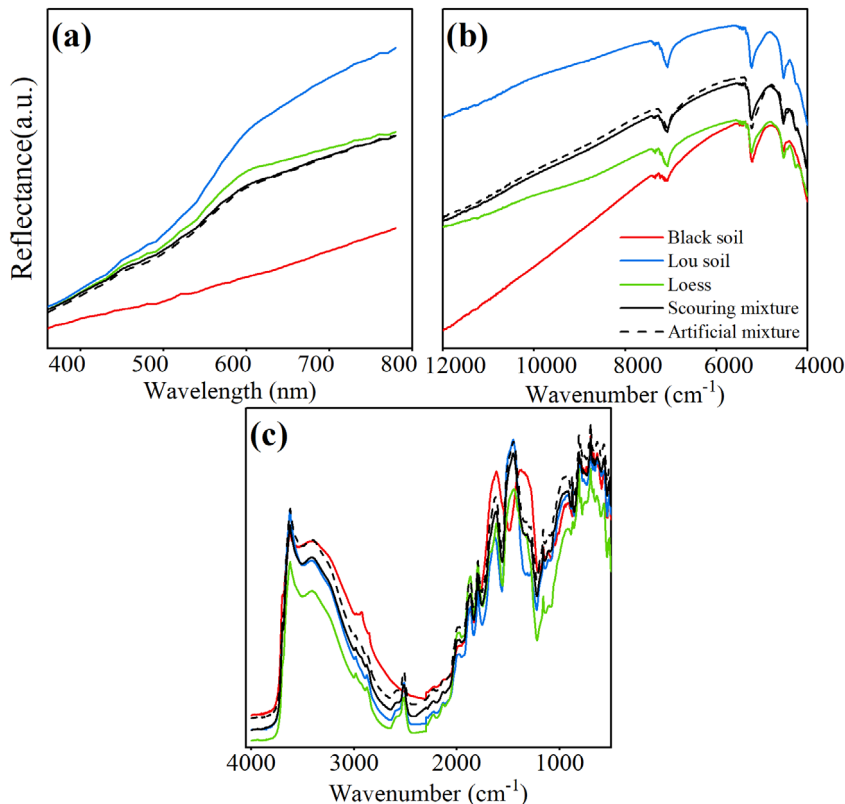 (a)
(b)
Reflectance(a.u.)
Black soil
Lou soil
Loess
Scouring mixture
Artificial mixture
400 500 600 700 800
12000 10000 8000 6000 4000
Wavelength (nm)
Wavenumber (cm-1)
(c)
4000 3000 2000 1000
Wavenumber (cm-1)